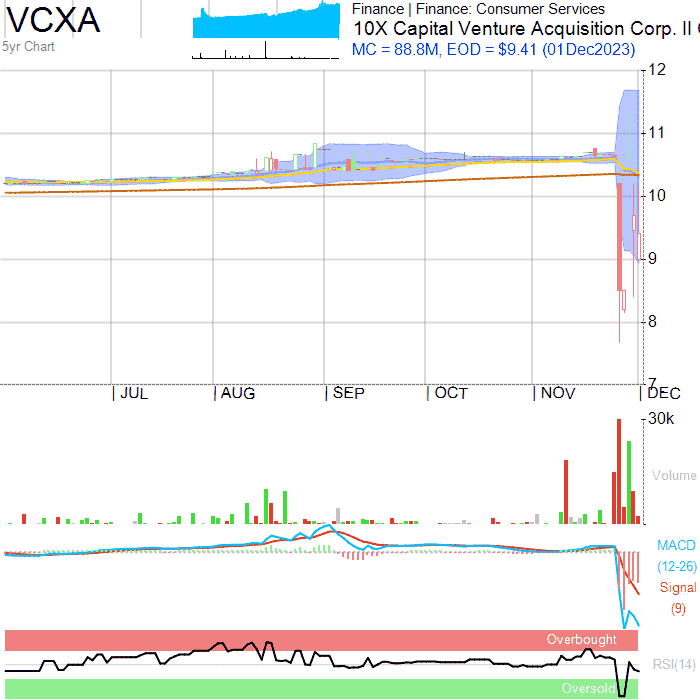 VCXA
5yr Chart
Finance | Finance: Consumer Services
10X Capital Venture Acquisition Corp. II
MC = 88.8M, EOD = $9.41 (01Dec2023)
12
11
10
9
8
7
JUL AUG SEP OCT NOV DEC
30k
Volume
MACD
(12-26)
Signal
(9)
Overbought
RSI(14)
Oversold